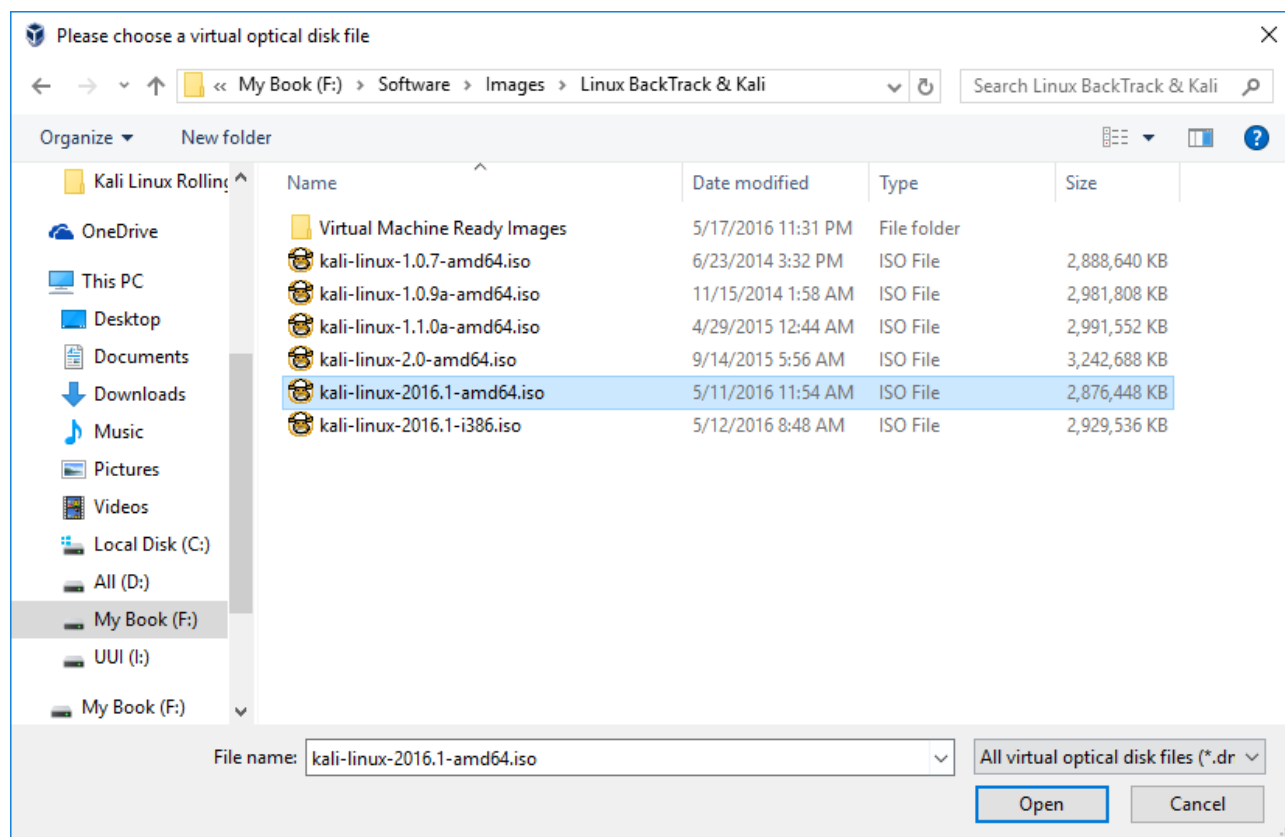 Please choose a virtual optical disk file
« My Book (F:) > Software > Images > Linux BackTrack & Kali
Search Linux BackTrack & Kali
Organize
New folder
?
Kali Linux Rolling
OneDrive
This PC
Desktop
Documents
Downloads
Music
Pictures
Videos
Local Disk (C:)
All (D:)
My Book (F:)
UUI (I:)
My Book (F:)
Name Date modified Type Size
Virtual Machine Ready Images 5/17/2016 11:31 PM File folder
kali-linux-1.0.7-amd64.iso 6/23/2014 3:32 PM ISO File 2,888,640 KB
kali-linux-1.0.9a-amd64.iso 11/15/2014 1:58 AM ISO File 2,981,808 KB
kali-linux-1.1.0a-amd64.iso 4/29/2015 12:44 AM ISO File 2,991,552 KB
kali-linux-2.0-amd64.iso 9/14/2015 5:56 AM ISO File 3,242,688 KB
kali-linux-2016.1-amd64.iso 5/11/2016 11:54 AM ISO File 2,876,448 KB
kali-linux-2016.1-i386.iso 5/12/2016 8:48 AM ISO File 2,929,536 KB
File name: kali-linux-2016.1-amd64.iso
All virtual optical disk files (*.dr
Open
Cancel